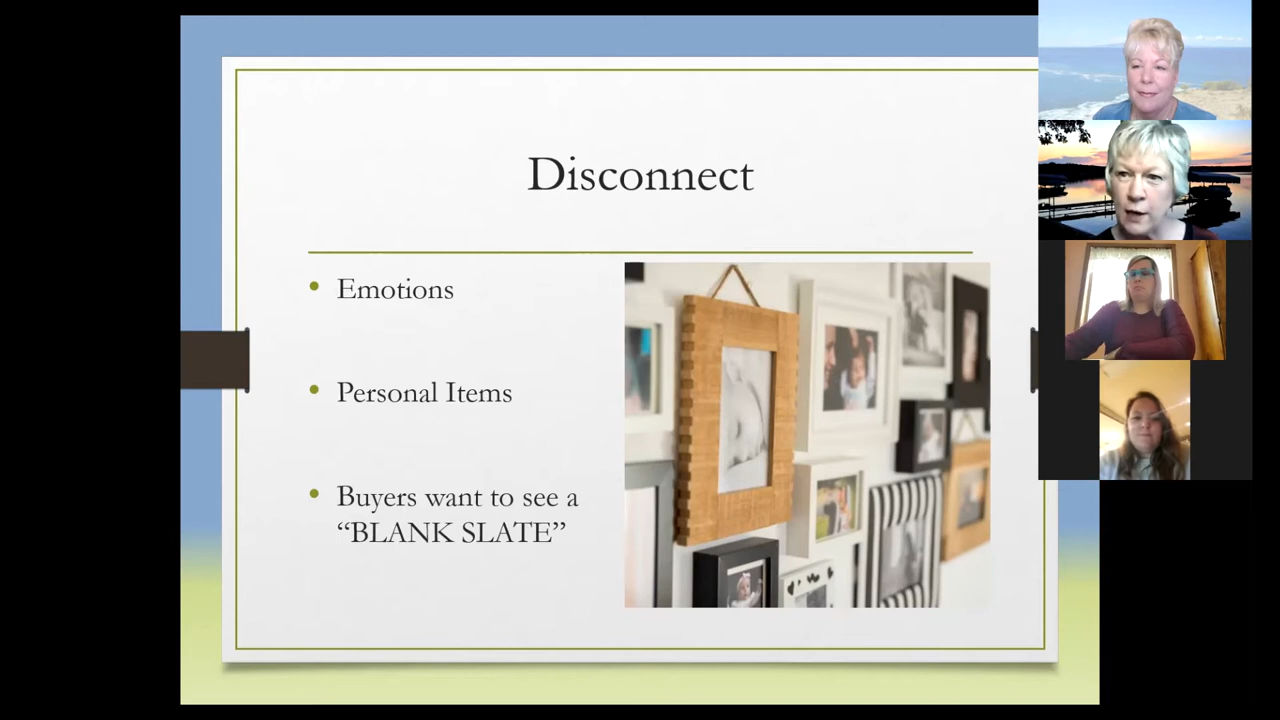 Disconnect
Emotions
Personal Items
Buyers want to see a
“BLANK SLATE”